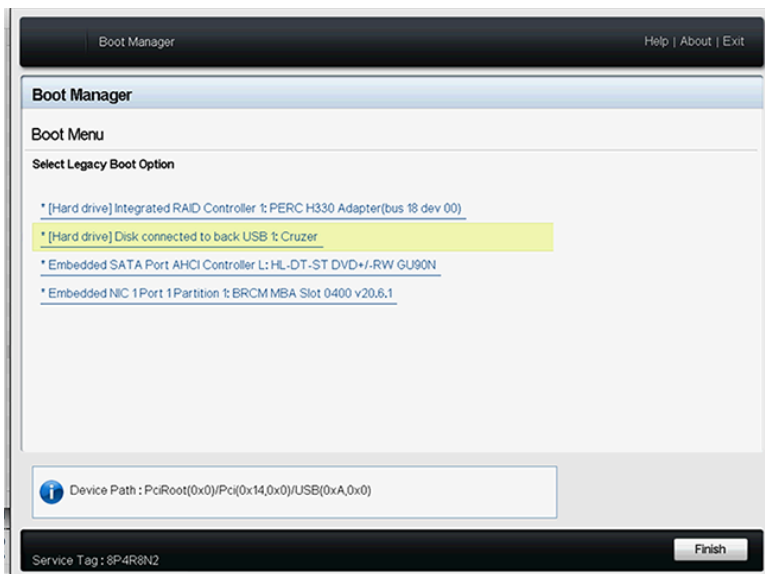 Boot Manager
Help | About | Exit
Boot Manager
Boot Menu
Select Legacy Boot Option
* [Hard drive] Integrated RAID Controller 1: PERC H330 Adapter(bus 18 dev 00)
* [Hard drive] Disk connected to back USB 1: Cruzer
* Embedded SATA Port AHCI Controller L: HL-DT-ST DVD+/-RW GU90N
* Embedded NIC 1 Port 1 Partition 1: BRCM MBA Slot 0400 v20.6.1
Device Path : PciRoot(0x0)/Pci(0x14,0x0)/USB(0xA,0x0)
Service Tag : 8P4R8N2
Finish